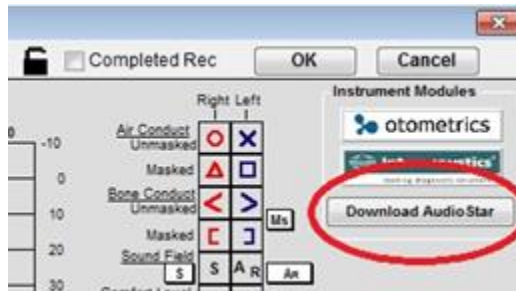 Completed Rec
OK
Cancel
Instrument Modules
Right Left
otometrics
Air Conduct
Unmasked
Masked
Bone Conduct
Unmasked
Masked
Ms
Download AudioStar
Sound Field
S
S
A R
AR
0
-10
0
10
20
30